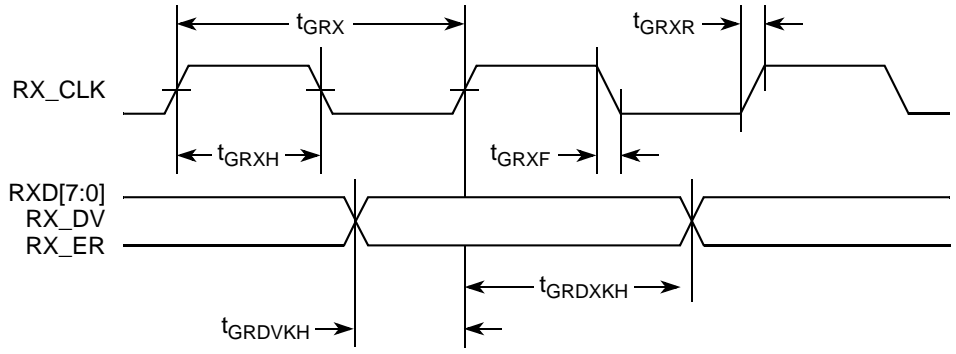 tGRX
tGRXR
RX_CLK
tGRXH
tGRXF
RXD[7:0]
RX_DV
RX_ER
tGRDXKH
tGRDVKH